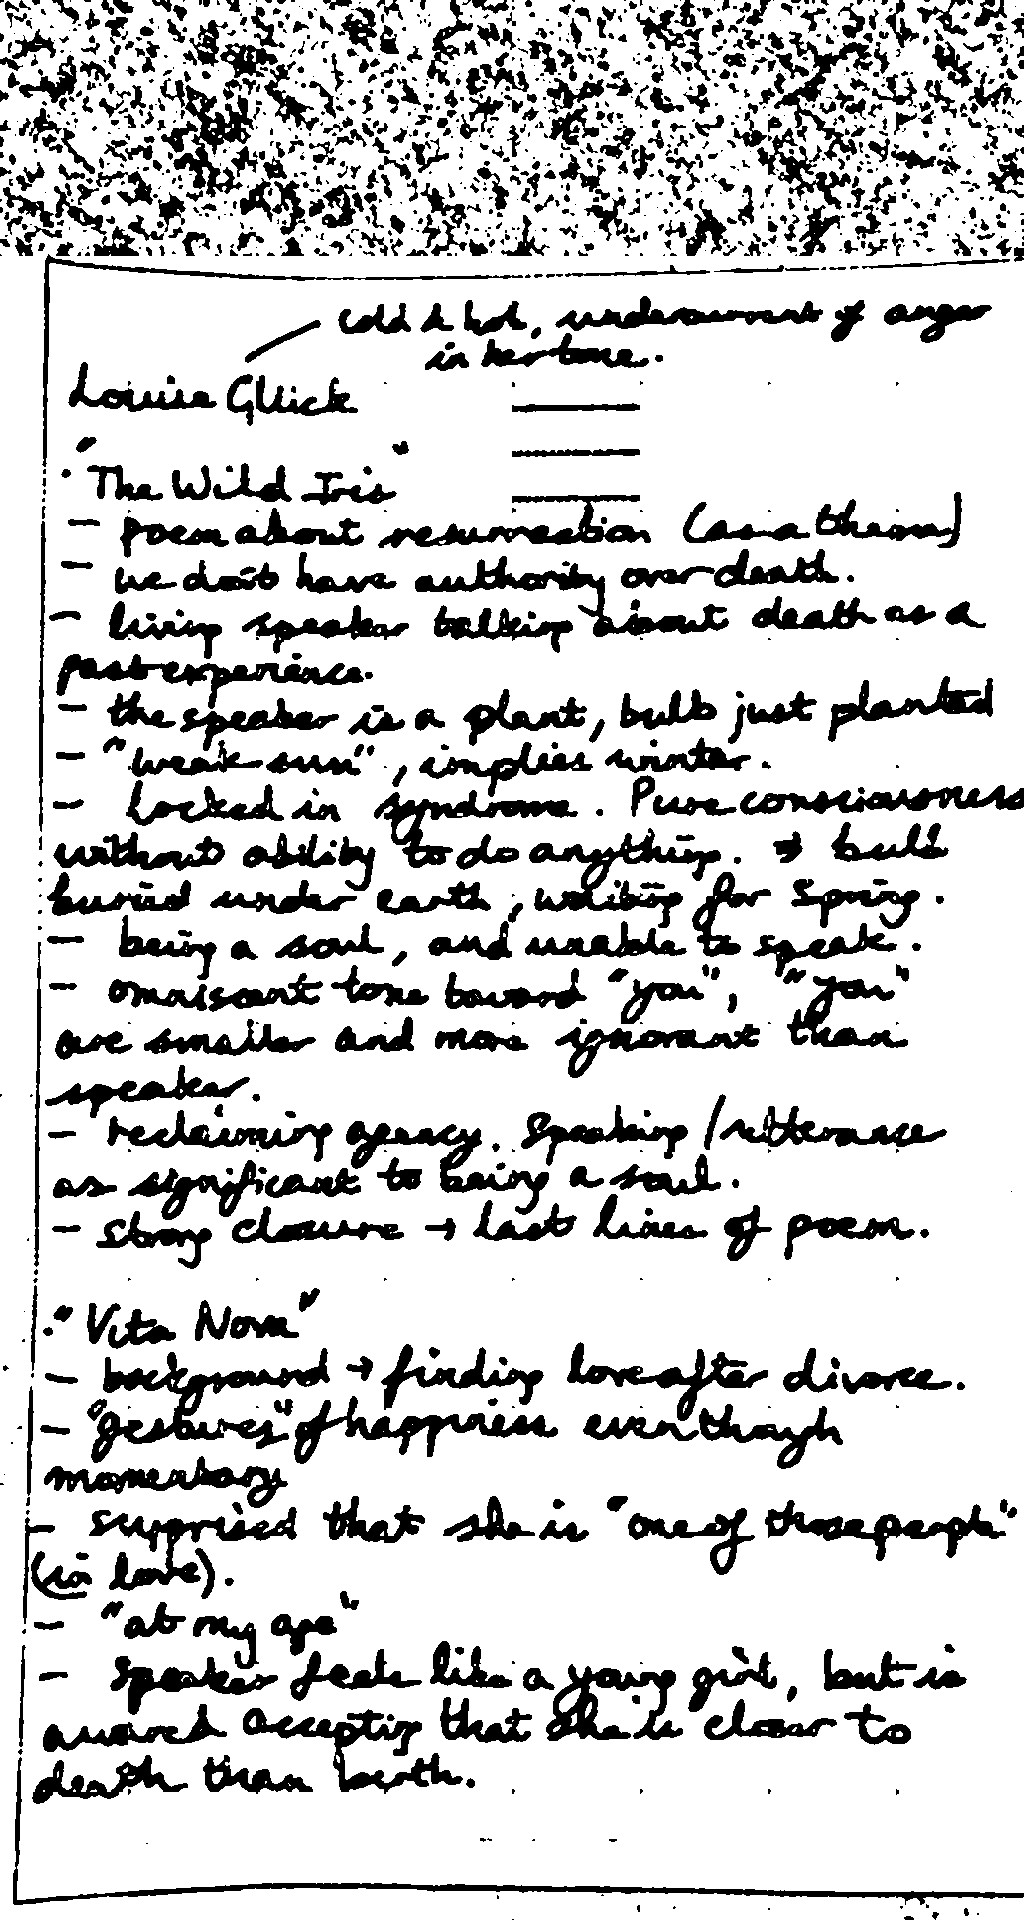 cold & hot, undercurrent of anger
in her tone.
Louise Glück
· "The Wild Iris"
- Poem about resurrection (as a theme)
- we don't have authority over death.
- living speaker talking about death as a
past experience.
- the speaker is a plant, bulb just planted
- "weak sun", implies winter.
- Locked in syndrome. Pure consciousness
without ability to do anything. → bulb
buried under earth, waiting for Spring.
- being a soul, and unable to speak.
- omniscent tone toward "you", "you"
are smaller and more ignorant than
speaker.
- reclaiming agency. Speaking / utterance
as significant to being a soul.
- strong closure → last lines of poem.
· "Vita Nova"
- background → finding love after divorce.
- "gestures" of happiness even though
momentary
- surprised that she is "one of those people"
(in love).
- "at my age"
- Speaker feels like a young girl, but is
accepting that she is closer to
death than birth.